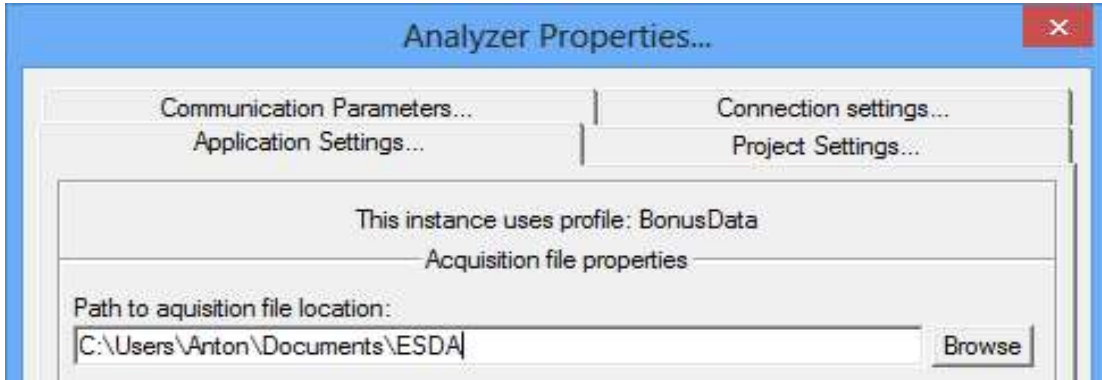 Analyzer Properties...
Communication Parameters...
Connection settings...
Application Settings...
Project Settings...
This instance uses profile: BonusData
Acquisition file properties
Path to aquisition file location:
C:\Users\Anton\Documents\ESDA
Browse